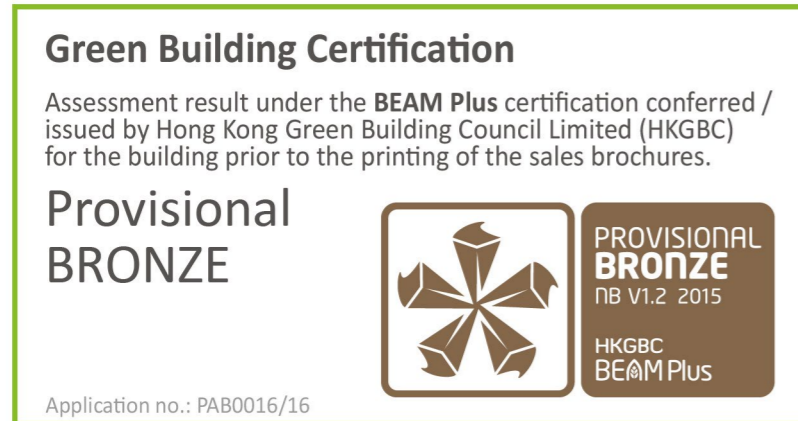 Green Building Certification
Assessment result under the BEAM Plus certification conferred /
issued by Hong Kong Green Building Council Limited (HKGBC)
for the building prior to the printing of the sales brochures.
Provisional
BRONZE
PROVISIONAL
BRONZE
NB V1.2 2015
HKGBC
BEAM Plus
Application no.: PAB0016/16